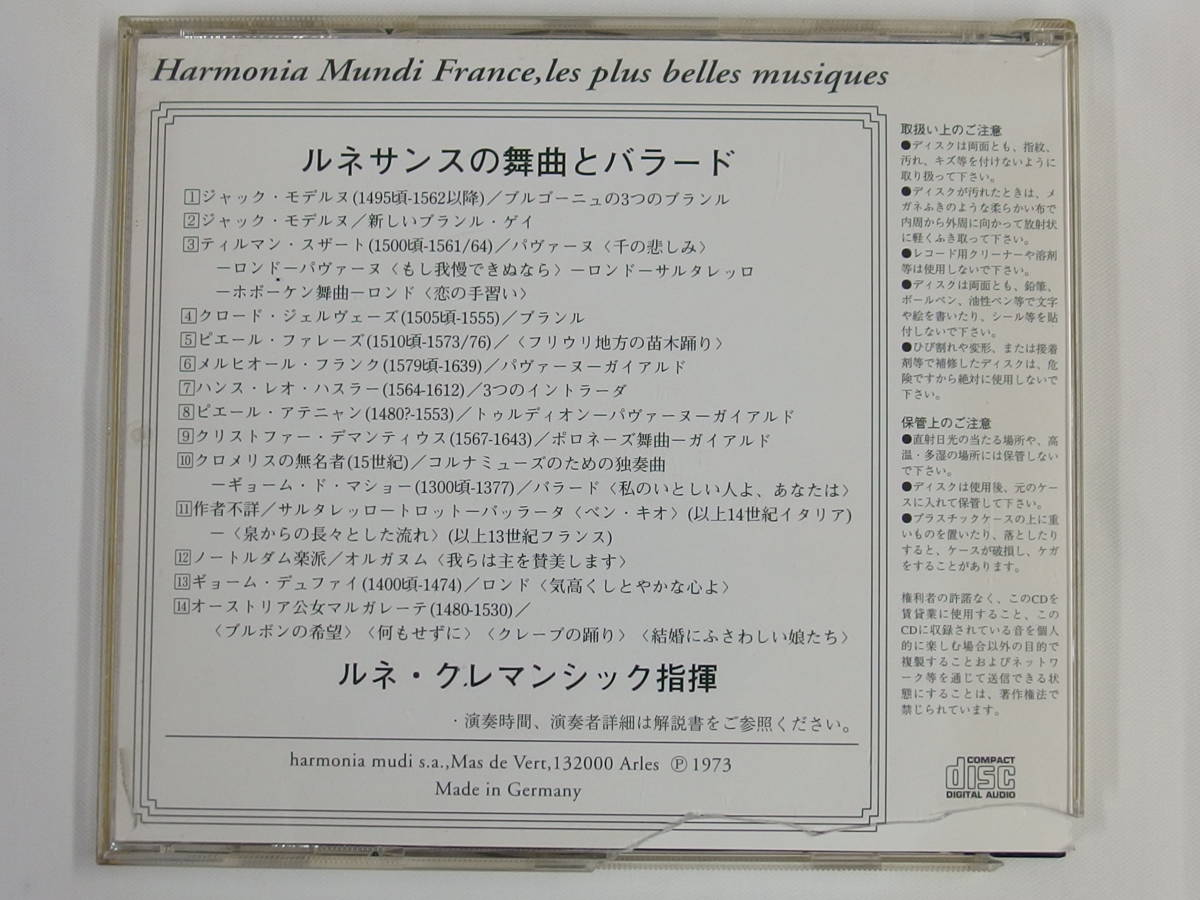 Harmonia Mundi France,les plus belles musiques
ルネサンスの舞曲とバラード
1ジャック・モデルヌ(1495頃-1562以降)／ブルゴーニュの3つのブランル
2ジャック・モデルヌ／新しいブランル・ゲイ
3ティルマン・スザート(1500頃-1561/64)／パヴァーヌ〈千の悲しみ〉
－ロンド－パヴァーヌ〈もし我慢できぬなら〉－ロンド－サルタレッロ
－ホボーケン舞曲－ロンド〈恋の手習い〉
4クロード・ジェルヴェーズ(1505頃-1555)／ブランル
5ピエール・ファレーズ(1510頃-1573/76)／〈フリウリ地方の苗木踊り〉
6メルヒオール・フランク(1579頃-1639)／パヴァーヌーガイアルド
7ハンス・レオ・ハスラー(1564-1612)／3つのイントラーダ
8ピエール・アテニャン(1480?-1553)／トゥルディオン－パヴァーヌーガイアルド
9クリストファー・デマンティウス(1567-1643)／ポロネーズ舞曲－ガイアルド
10クロメリスの無名者(15世紀)／コルナミューズのための独奏曲
－ギョーム・ド・マショー(1300頃-1377)／バラード〈私のいとしい人よ、あなたは〉
11作者不詳／サルタレッロートロットーバッラータ〈ベン・キオ〉(以上14世紀イタリア)
－〈泉からの長々とした流れ〉(以上13世紀フランス)
12ノートルダム楽派／オルガヌム〈我らは主を賛美します〉
13ギョーム・デュファイ(1400頃-1474)／ロンド〈気高くしとやかな心よ〉
14オーストリア公女マルガレーテ(1480-1530)／
〈ブルボンの希望〉〈何もせずに〉〈クレーブの踊り〉〈結婚にふさわしい娘たち〉
ルネ・クレマンシック指揮
・演奏時間、演奏者詳細は解説書をご参照ください。
harmonia mudi s.a.,Mas de Vert,132000 Arles ℗ 1973
Made in Germany
取扱い上のご注意
●ディスクは両面とも、指紋、
汚れ、キズ等を付けないように
取り扱って下さい。
●ディスクが汚れたときは、メ
ガネふきのような柔らかい布で
内周から外周に向かって放射状
に軽くふき取って下さい。
●レコード用クリーナーや溶剤
等は使用しないで下さい。
●ディスクは両面とも、鉛筆、
ボールペン、油性ペン等で文字
や絵を書いたり、シール等を貼
付しないで下さい。
●ひび割れや変形、または接着
剤等で補修したディスクは、危
険ですから絶対に使用しないで
下さい。
保管上のご注意
●直射日光の当たる場所や、高
温・多湿の場所には保管しない
で下さい。
●ディスクは使用後、元のケー
スに入れて保管して下さい。
●プラスチックケースの上に重
いものを置いたり、落としたり
すると、ケースが破損し、ケガ
をすることがあります。
権利者の許諾なく、このCDを
賃貸業に使用すること、この
CDに収録されている音を個人
的に楽しむ場合以外の目的で
複製することおよびネットワ
ーク等を通じて送信できる状
態にすることは、著作権法で
禁じられています。
COMPACT
disc
DIGITAL AUDIO